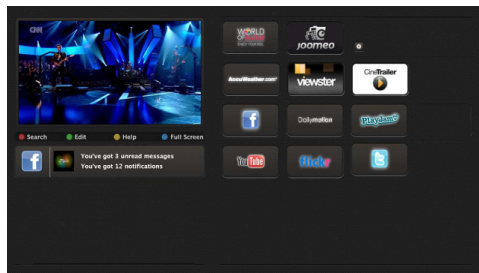 CNN
Search
Edit
Help
Full Screen
You've got 3 unread messages
You've got 12 notifications
WORLD
JOOMEO
AccuWeather.com
viewster
CineTrailer
f
Dailymotion
Playjam
YouTube
flickr
t